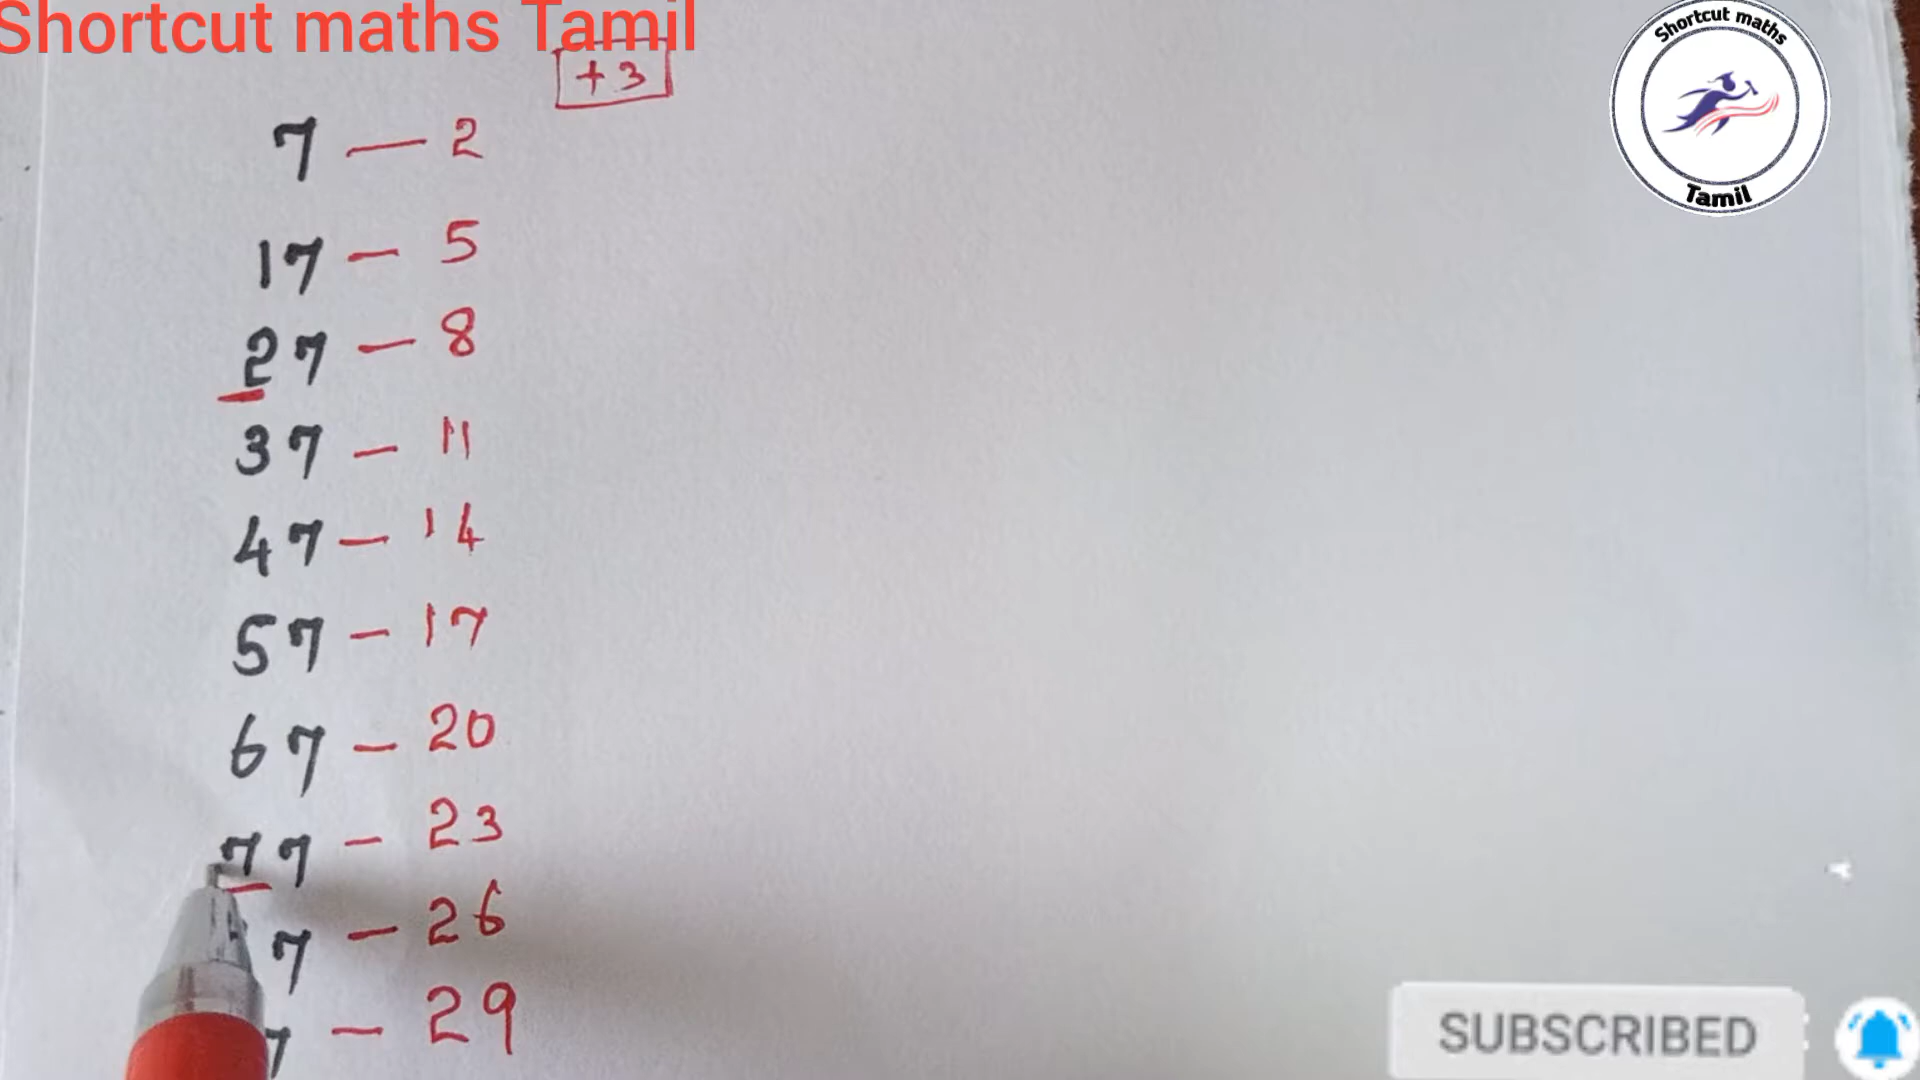 Shortcut maths Tamil
+3
7 — 2
17 — 5
27 — 8
37 — 11
47 — 14
57 — 17
67 — 20
77 — 23
7 — 26
7 — 29
Shortcut maths
Tamil
SUBSCRIBED